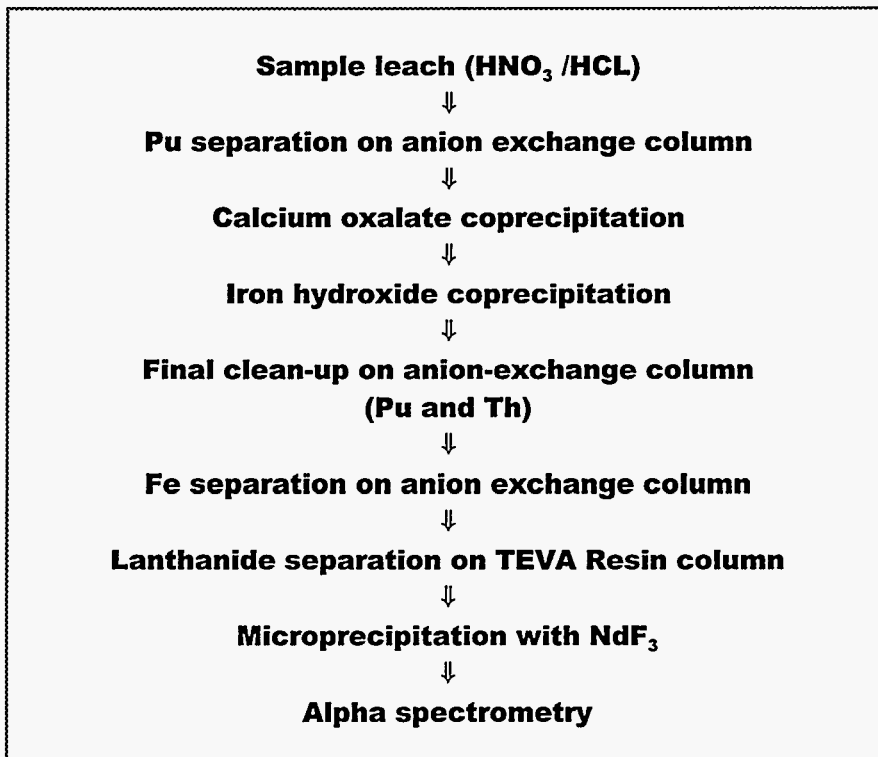 Sample leach (HNO₃ /HCL)
⇓
Pu separation on anion exchange column
⇓
Calcium oxalate coprecipitation
⇓
Iron hydroxide coprecipitation
⇓
Final clean-up on anion-exchange column
(Pu and Th)
⇓
Fe separation on anion exchange column
⇓
Lanthanide separation on TEVA Resin column
⇓
Microprecipitation with NdF₃
⇓
Alpha spectrometry